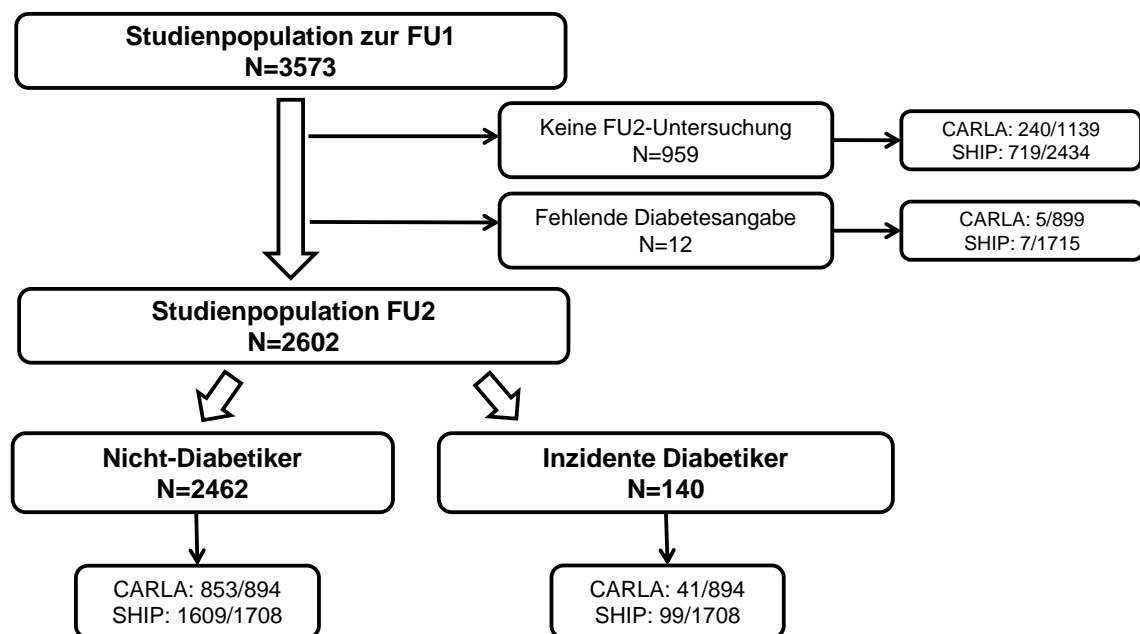 Studienpopulation zur FU1
N=3573
Keine FU2-Untersuchung
N=959
CARLA: 240/1139
SHIP: 719/2434
Fehlende Diabetesangabe
N=12
CARLA: 5/899
SHIP: 7/1715
Studienpopulation FU2
N=2602
Nicht-Diabetiker
N=2462
Inzidente Diabetiker
N=140
CARLA: 853/894
SHIP: 1609/1708
CARLA: 41/894
SHIP: 99/1708